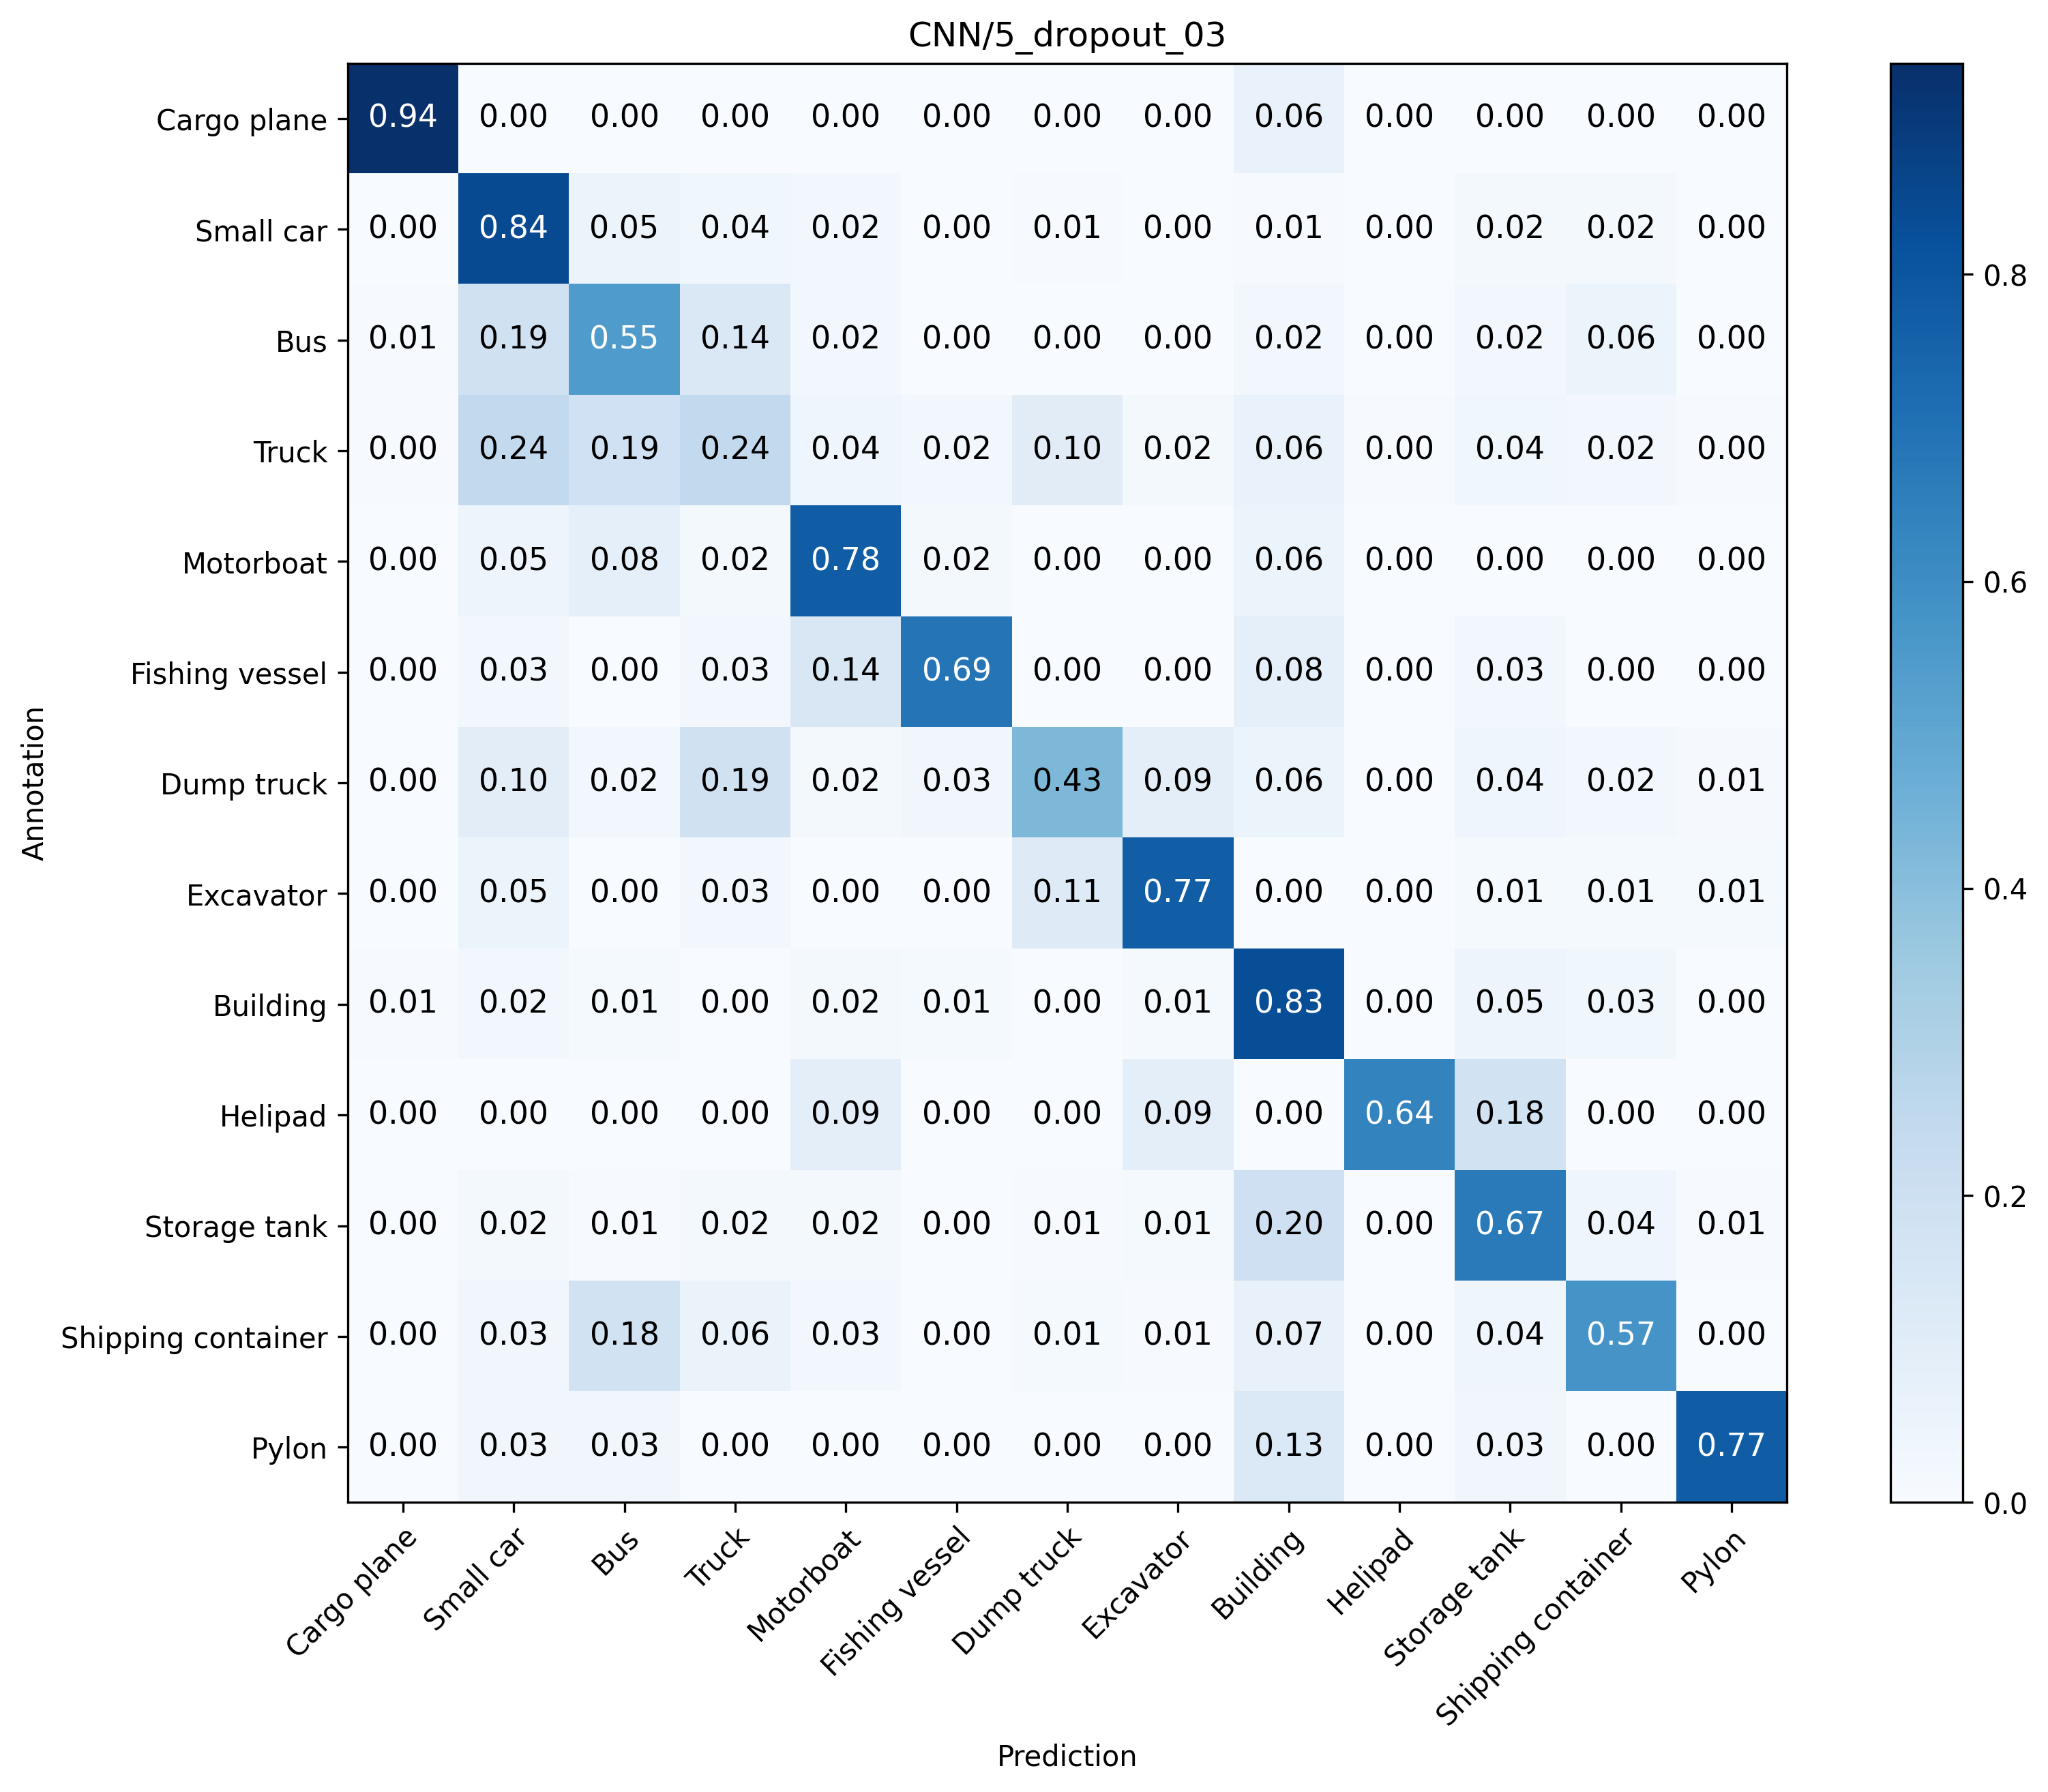 CNN/5_dropout_03
Cargo plane 0.94 0.00 0.00 0.00 0.00 0.00 0.00 0.00 0.06 0.00 0.00 0.00 0.00
Small car 0.00 0.84 0.05 0.04 0.02 0.00 0.01 0.00 0.01 0.00 0.02 0.02 0.00
0.8
Bus 0.01 0.19 0.55 0.14 0.02 0.00 0.00 0.00 0.02 0.00 0.02 0.06 0.00
Truck 0.00 0.24 0.19 0.24 0.04 0.02 0.10 0.02 0.06 0.00 0.04 0.02 0.00
Motorboat 0.00 0.05 0.08 0.02 0.78 0.02 0.00 0.00 0.06 0.00 0.00 0.00 0.00
0.6
Fishing vessel 0.00 0.03 0.00 0.03 0.14 0.69 0.00 0.00 0.08 0.00 0.03 0.00 0.00
Annotation
Dump truck 0.00 0.10 0.02 0.19 0.02 0.03 0.43 0.09 0.06 0.00 0.04 0.02 0.01
Excavator 0.00 0.05 0.00 0.03 0.00 0.00 0.11 0.77 0.00 0.00 0.01 0.01 0.01
0.4
Building 0.01 0.02 0.01 0.00 0.02 0.01 0.00 0.01 0.83 0.00 0.05 0.03 0.00
Helipad 0.00 0.00 0.00 0.00 0.09 0.00 0.00 0.09 0.00 0.64 0.18 0.00 0.00
0.2
Storage tank 0.00 0.02 0.01 0.02 0.02 0.00 0.01 0.01 0.20 0.00 0.67 0.04 0.01
Shipping container 0.00 0.03 0.18 0.06 0.03 0.00 0.01 0.01 0.07 0.00 0.04 0.57 0.00
Pylon 0.00 0.03 0.03 0.00 0.00 0.00 0.00 0.00 0.13 0.00 0.03 0.00 0.77
0.0
Cargo plane
Small car
Bus
Truck
Motorboat
Fishing vessel
Dump truck
Excavator
Building
Helipad
Storage tank
Shipping container
Pylon
Prediction